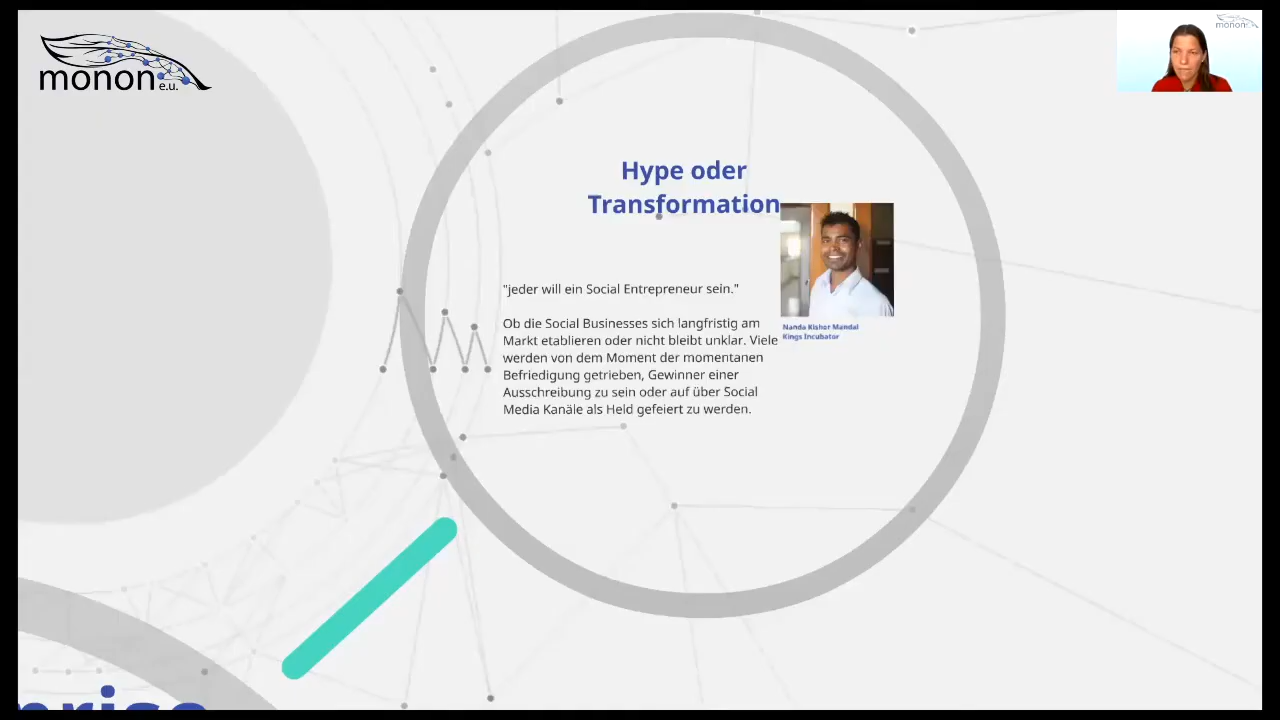 monon e.u.
monon
Hype oder
Transformation
"jeder will ein Social Entrepreneur sein."
Ob die Social Businesses sich langfristig am
Markt etablieren oder nicht bleibt unklar. Viele
werden von dem Moment der momentanen
Befriedigung getrieben, Gewinner einer
Ausschreibung zu sein oder auf über Social
Media Kanäle als Held gefeiert zu werden.
Nanda Kishor Mandal
Kings Incubator